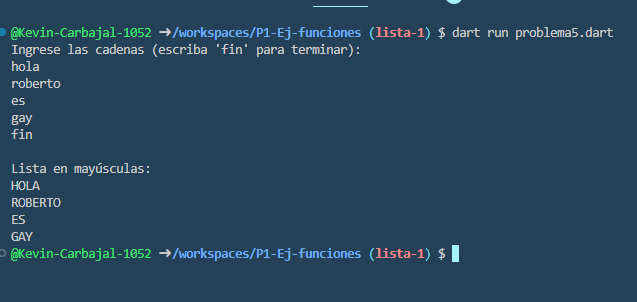 @Kevin-Carbajal-1052 ➜/workspaces/P1-Ej-funciones (lista-1) $ dart run problema5.dart
Ingrese las cadenas (escriba 'fin' para terminar):
hola
roberto
es
gay
fin
Lista en mayúsculas:
HOLA
ROBERTO
ES
GAY
@Kevin-Carbajal-1052 ➜/workspaces/P1-Ej-funciones (lista-1) $